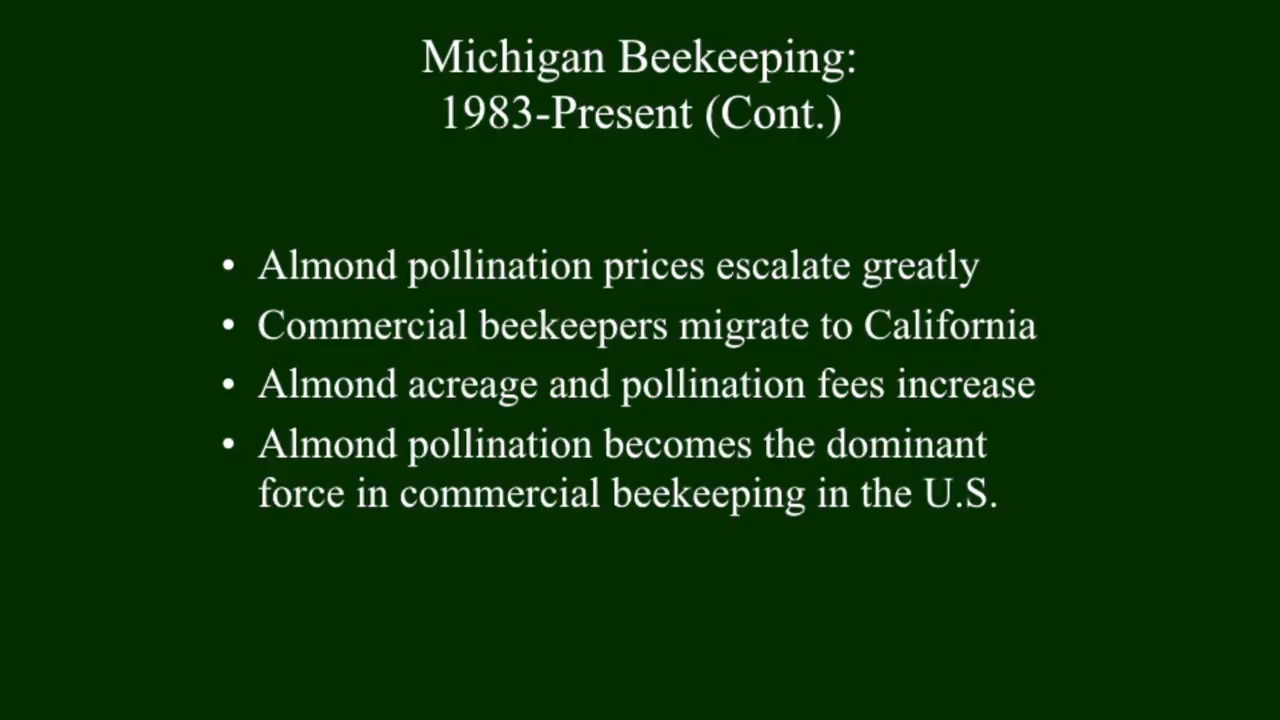 Michigan Beekeeping:
1983-Present (Cont.)
• Almond pollination prices escalate greatly
• Commercial beekeepers migrate to California
• Almond acreage and pollination fees increase
• Almond pollination becomes the dominant
force in commercial beekeeping in the U.S.